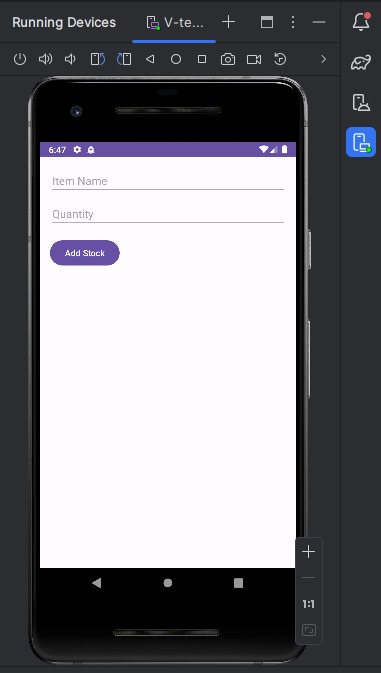 Running Devices
V-te...
6:47
Item Name
Quantity
Add Stock
1:1